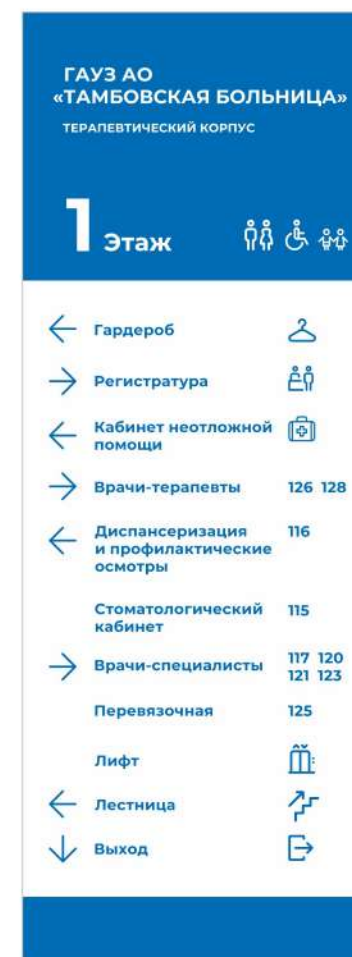 ГАУЗ АО
«ТАМБОВСКАЯ БОЛЬНИЦА»
ТЕРАПЕВТИЧЕСКИЙ КОРПУС
1 Этаж
Гардероб
Регистратура
Кабинет неотложной
помощи
Врачи-терапевты 126 128
Диспансеризация 116
и профилактические
осмотры
Стоматологический 115
кабинет
Врачи-специалисты 117 120
121 123
Перевязочная 125
Лифт
Лестница
Выход